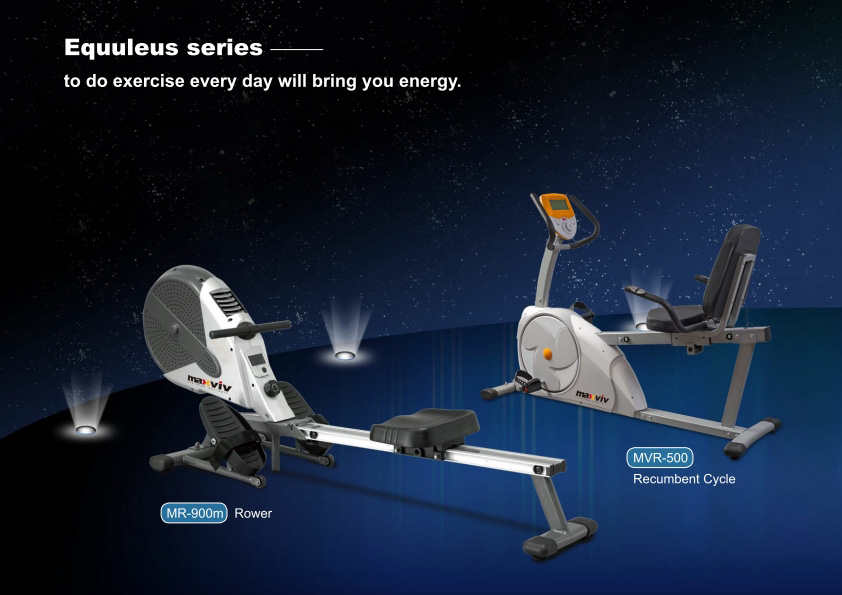 Equuleus series
to do exercise every day will bring you energy.
maxviv
maxviv
MVR-500
Recumbent Cycle
MR-900m Rower